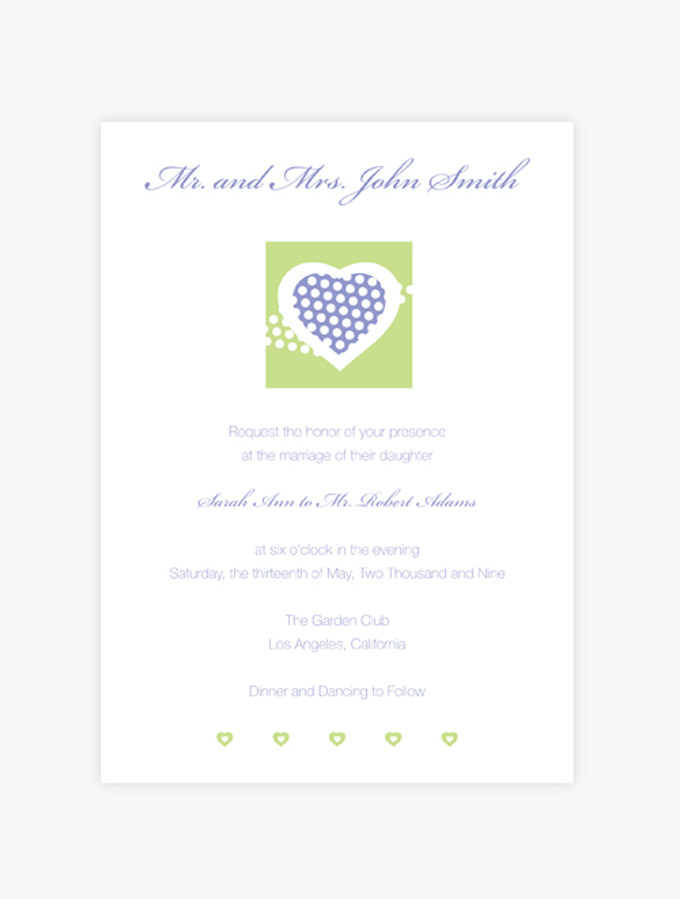 Mr. and Mrs. John Smith
Request the honor of your presence
at the marriage of their daughter
Sarah Ann to Mr. Robert Adams
at six o'clock in the evening
Saturday, the thirteenth of May, Two Thousand and Nine
The Garden Club
Los Angeles, California
Dinner and Dancing to Follow